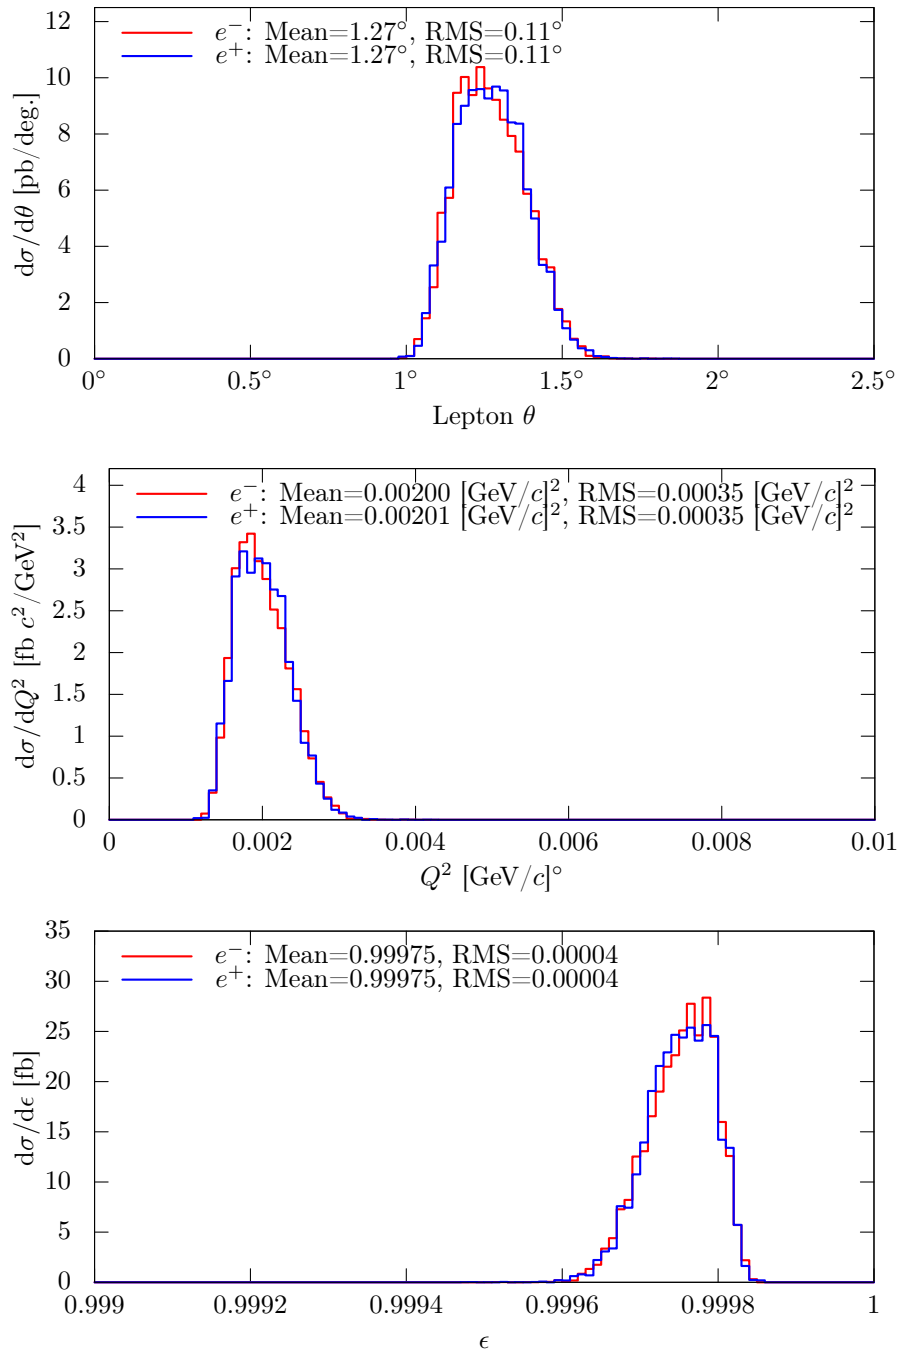 12
10
8
6
4
2
0
dσ/dθ [pb/deg.]
e⁻: Mean=1.27°, RMS=0.11°
e⁺: Mean=1.27°, RMS=0.11°
0° 0.5° 1° 1.5° 2° 2.5°
Lepton θ
4
3.5
3
2.5
2
1.5
1
0.5
0
dσ/dQ² [fb c²/GeV²]
e⁻: Mean=0.00200 [GeV/c]², RMS=0.00035 [GeV/c]²
e⁺: Mean=0.00201 [GeV/c]², RMS=0.00035 [GeV/c]²
0 0.002 0.004 0.006 0.008 0.01
Q² [GeV/c]°
35
30
25
20
15
10
5
0
dσ/dϵ [fb]
e⁻: Mean=0.99975, RMS=0.00004
e⁺: Mean=0.99975, RMS=0.00004
0.999 0.9992 0.9994 0.9996 0.9998 1
ϵ